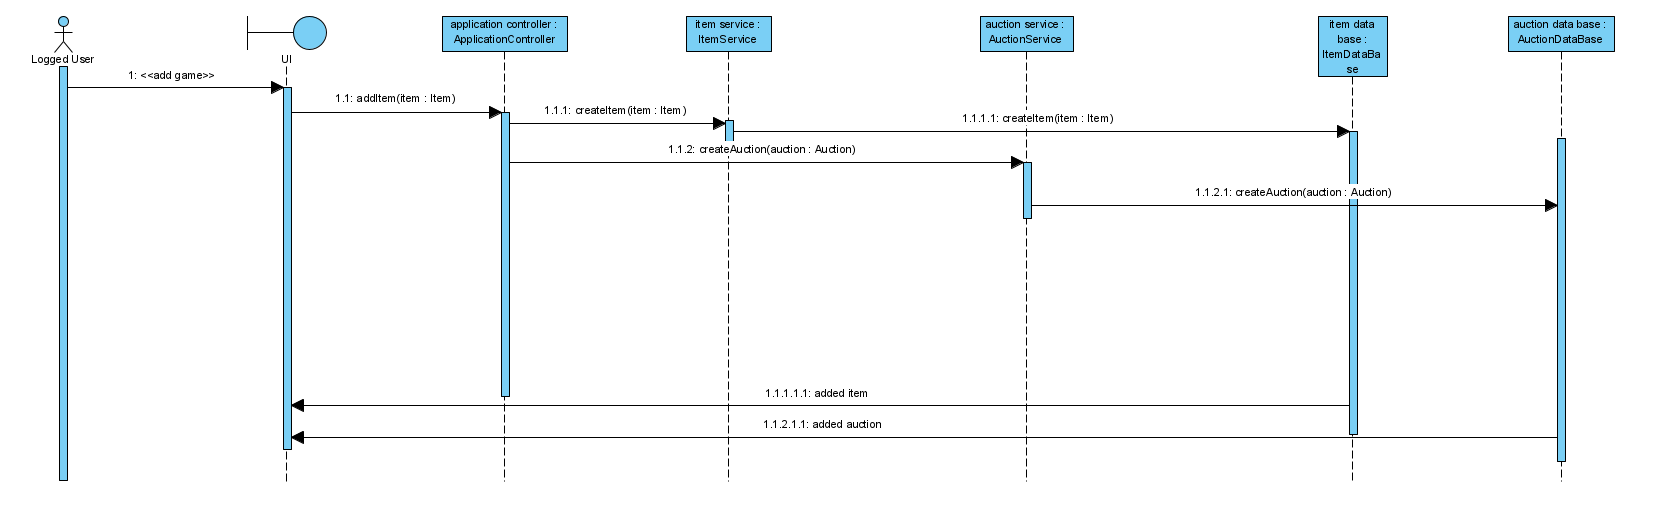 application controller :
ApplicationController
item service :
ItemService
auction service :
AuctionService
item data
base :
ItemDataBa
se
auction data base :
AuctionDataBase
Logged User
UI
1: <<add game>>
1.1: addItem(item : Item)
1.1.1: createItem(item : Item)
1.1.1.1: createItem(item : Item)
1.1.2: createAuction(auction : Auction)
1.1.2.1: createAuction(auction : Auction)
1.1.1.1.1: added item
1.1.2.1.1: added auction